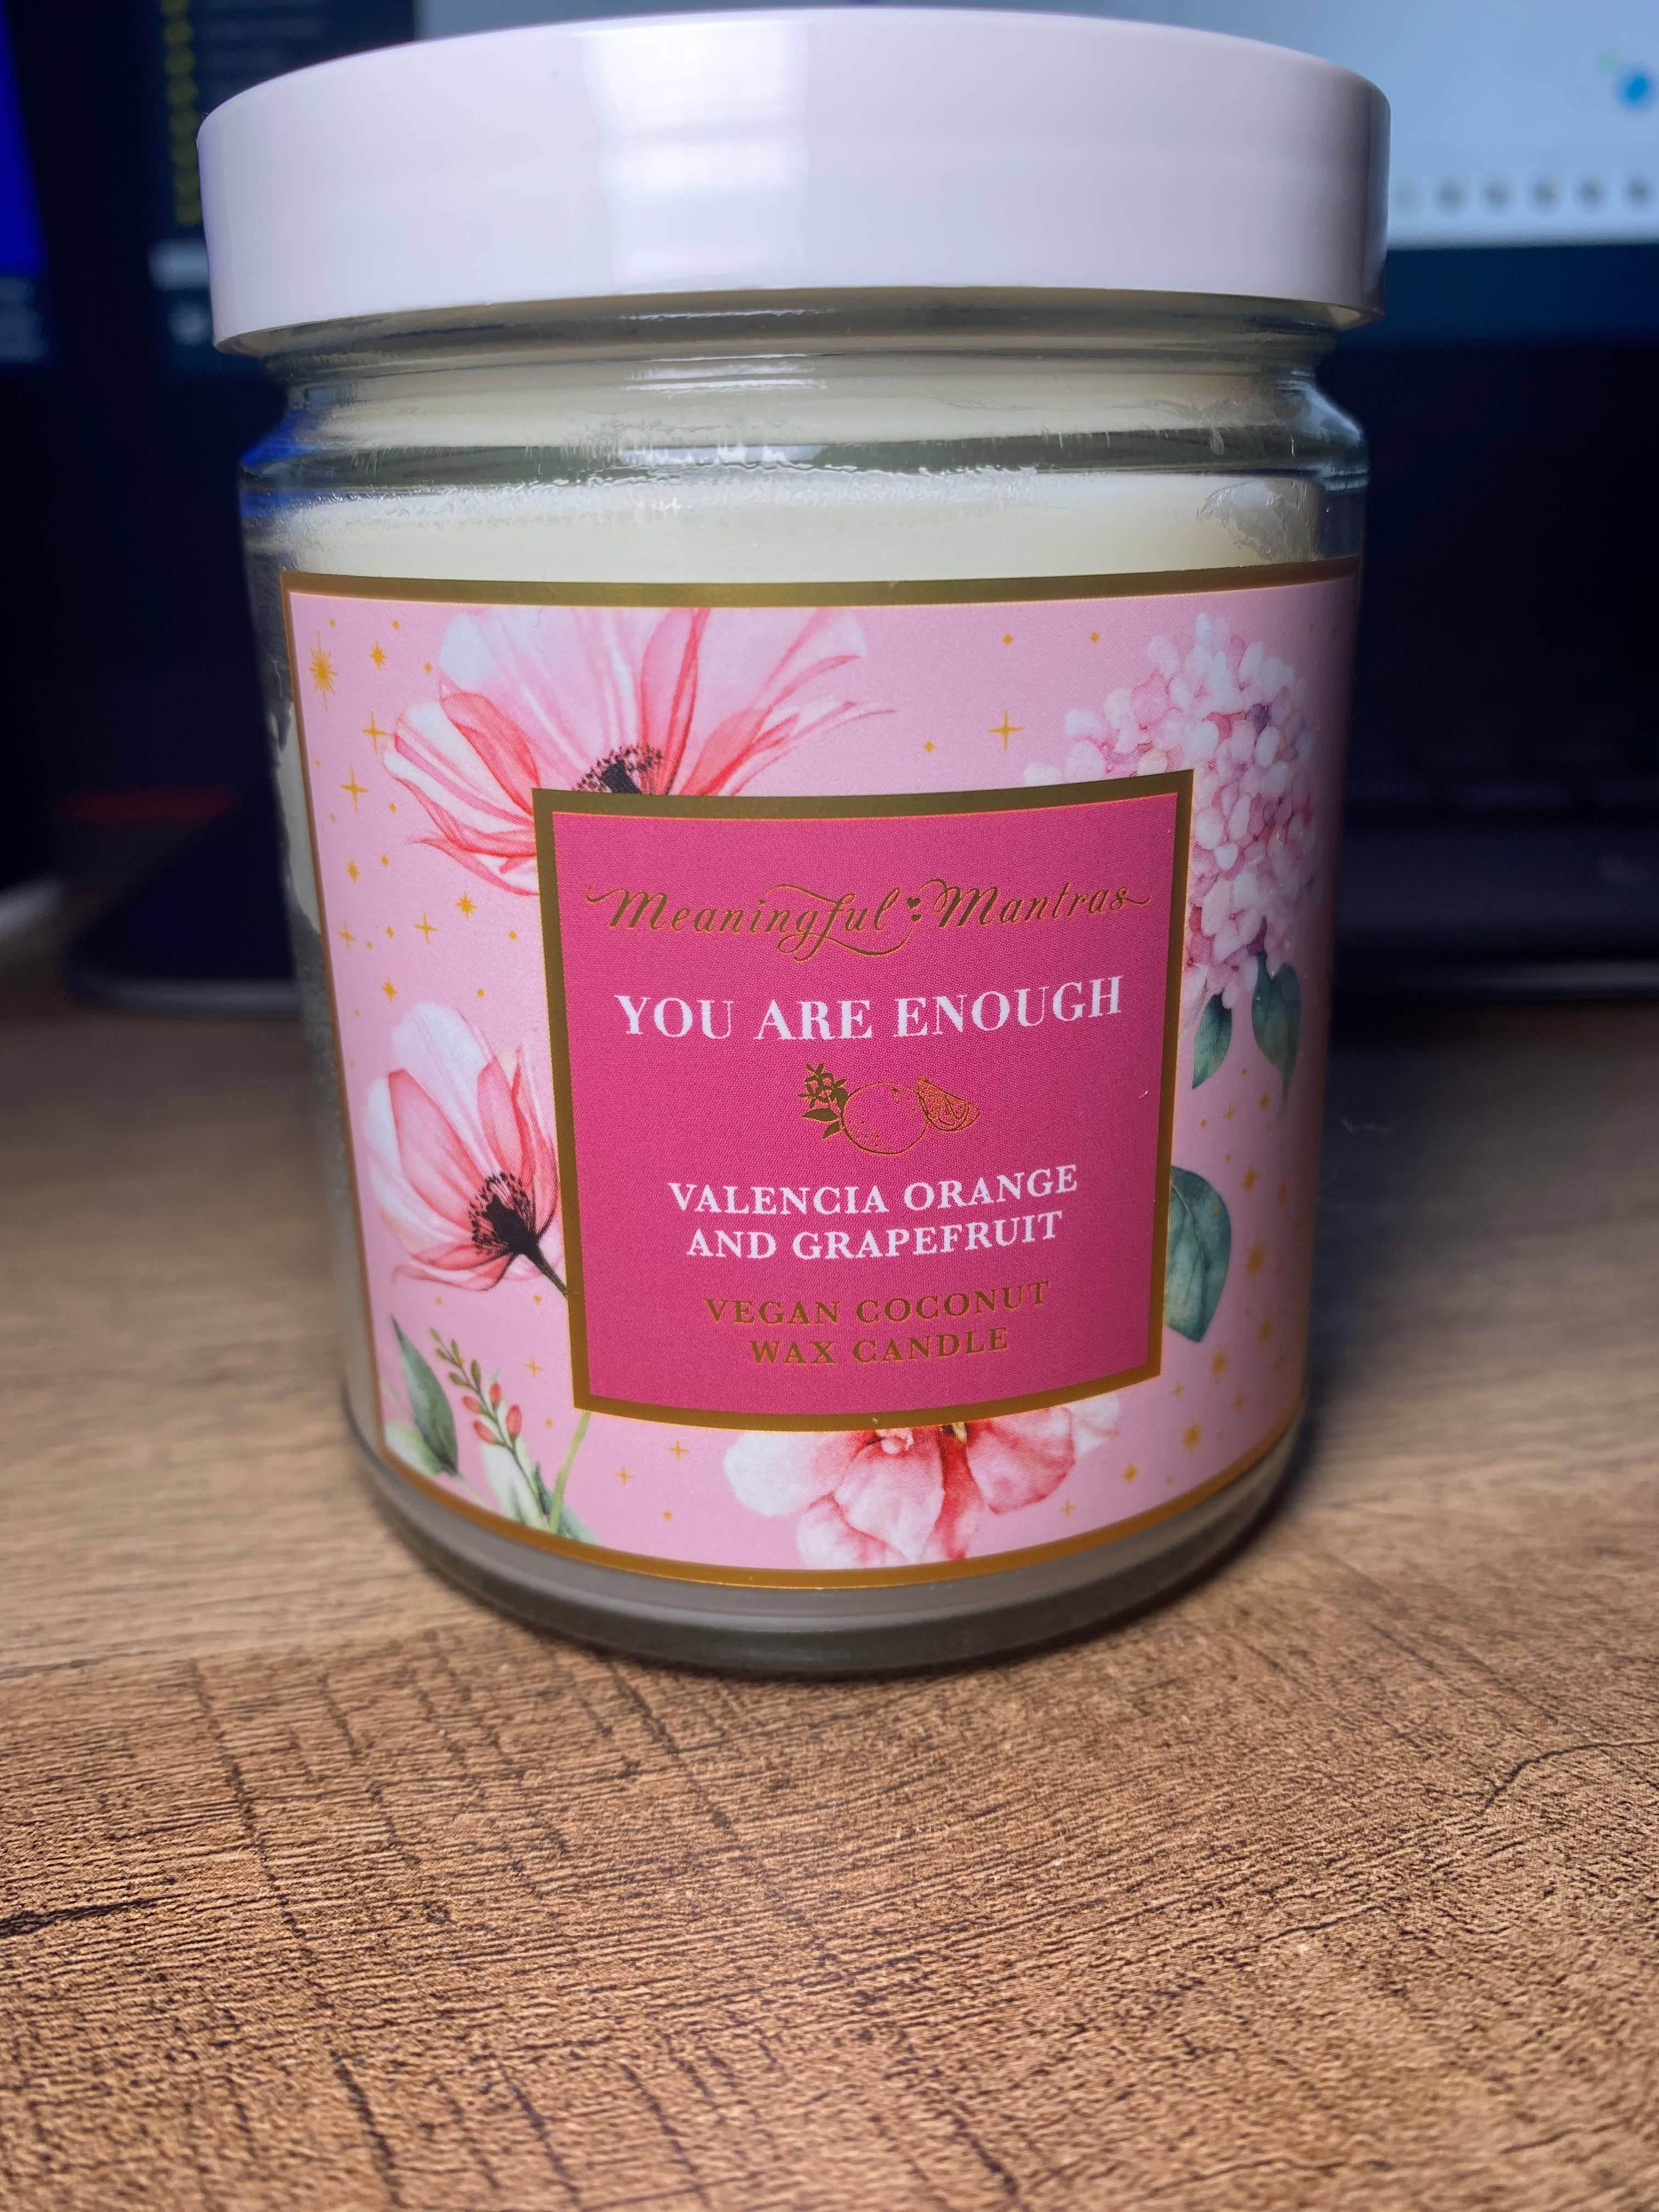 Meaningful Mantras
YOU ARE ENOUGH
VALENCIA ORANGE
AND GRAPEFRUIT
VEGAN COCONUT
WAX CANDLE